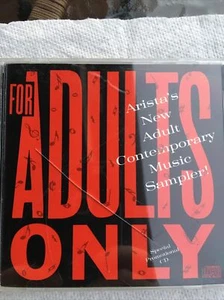 FOR
ADULTS
ONLY
Arista's
New
Adult
Contemporary
Music
Sampler!
Special
Promotional
CD